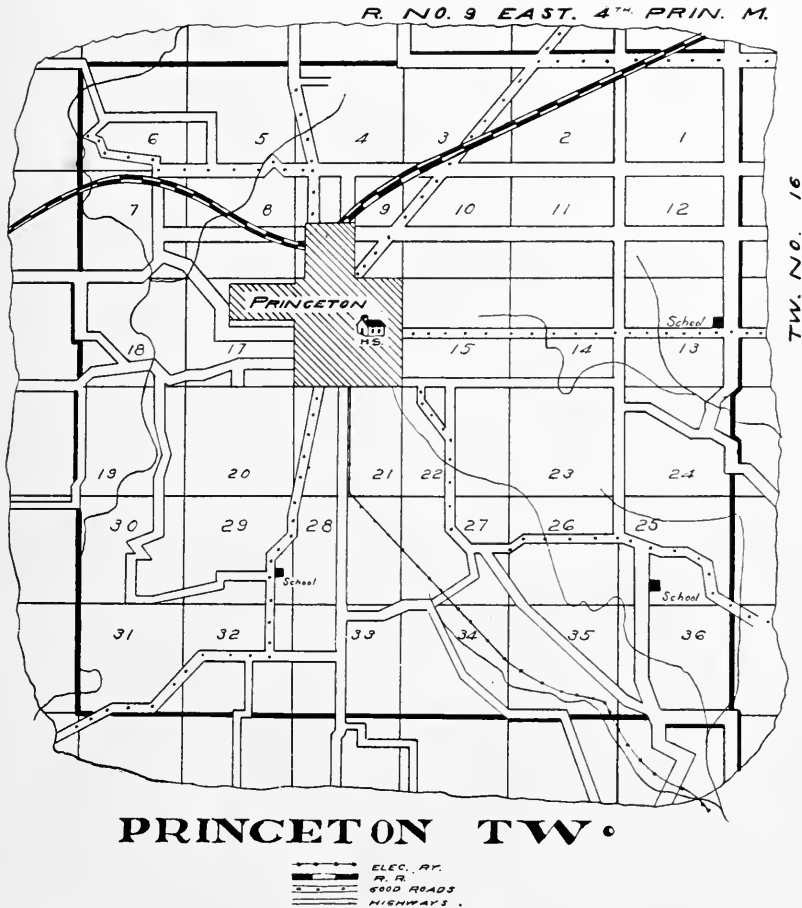 R. NO. 9 EAST. 4TH. PRIN. M.
TW. NO. 16
6 5 4 3 2 1
7 8 9 10 11 12
PRINCETON
H.S.
School
18 17 15 14 13
19 20 21 22 23 24
30 29 28 27 26 25
School
School
31 32 33 34 35 36
PRINCETON TW.
ELEC. RY.
R. R.
GOOD ROADS
HIGHWAYS.